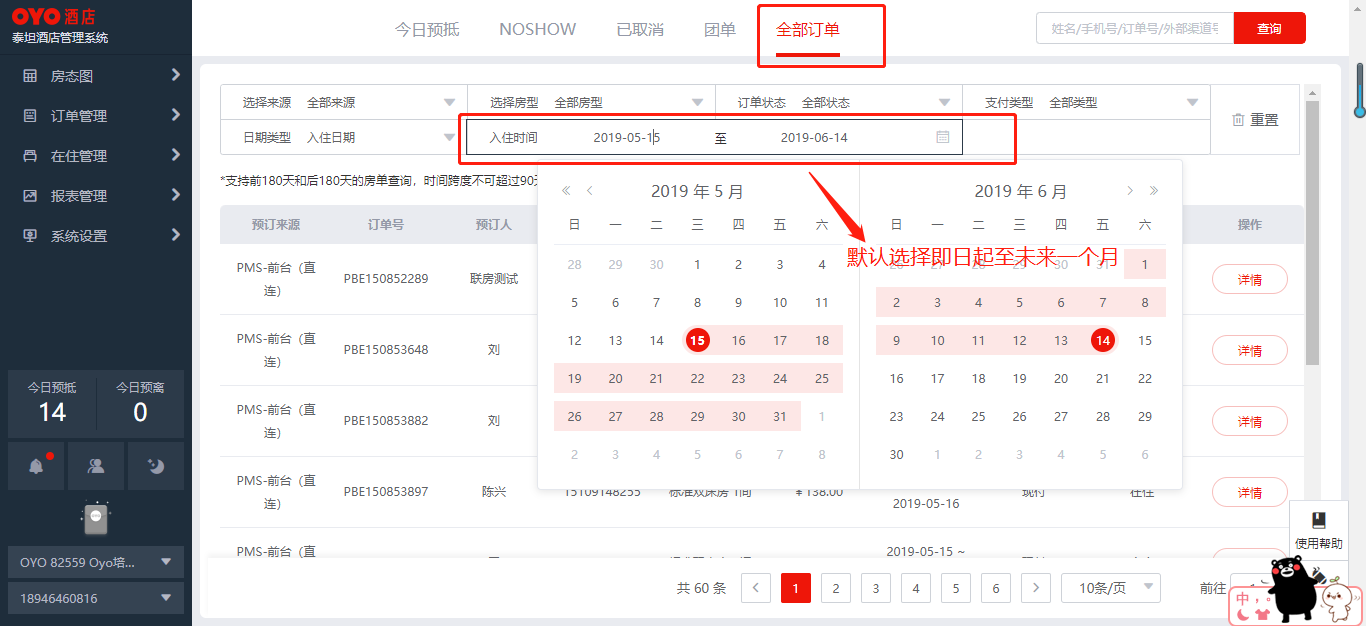 OYO 酒店
泰坦酒店管理系统
房态图
订单管理
在住管理
报表管理
系统设置
今日预抵
14
今日预离
0
OYO 82559 Oyo培...
18946460816
今日预抵
NOSHOW
已取消
团单
全部订单
姓名/手机号/订单号/外部渠道号
查询
选择来源 全部来源
选择房型 全部房型
订单状态 全部状态
支付类型 全部类型
日期类型 入住日期
入住时间 2019-05-15 至 2019-06-14
重置
*支持前180天和后180天的房单查询，时间跨度不可超过90天
预订来源 订单号 预订人 操作
PMS-前台（直
连）
PBE150852289 联房测试 详情
PMS-前台（直
连）
PBE150853648 刘 详情
PMS-前台（直
连）
PBE150853882 刘 详情
PMS-前台（直
连）
PBE150853897 陈兴 15109148255 标准双床房 1间 ￥138.00
2019-05-16
现付 在住 详情
PMS-前台（直
2019-05-15 ~
2019 年 5 月
日 一 二 三 四 五 六
28 29 30 1 2 3 4
5 6 7 8 9 10 11
12 13 14 15 16 17 18
19 20 21 22 23 24 25
26 27 28 29 30 31 1
2 3 4 5 6 7 8
2019 年 6 月
日 一 二 三 四 五 六
默认选择即日起至未来一个月
1
2 3 4 5 6 7 8
9 10 11 12 13 14 15
16 17 18 19 20 21 22
23 24 25 26 27 28 29
30 1 2 3 4 5 6
共 60 条
1 2 3 4 5 6
10条/页
前往
使用帮助
中